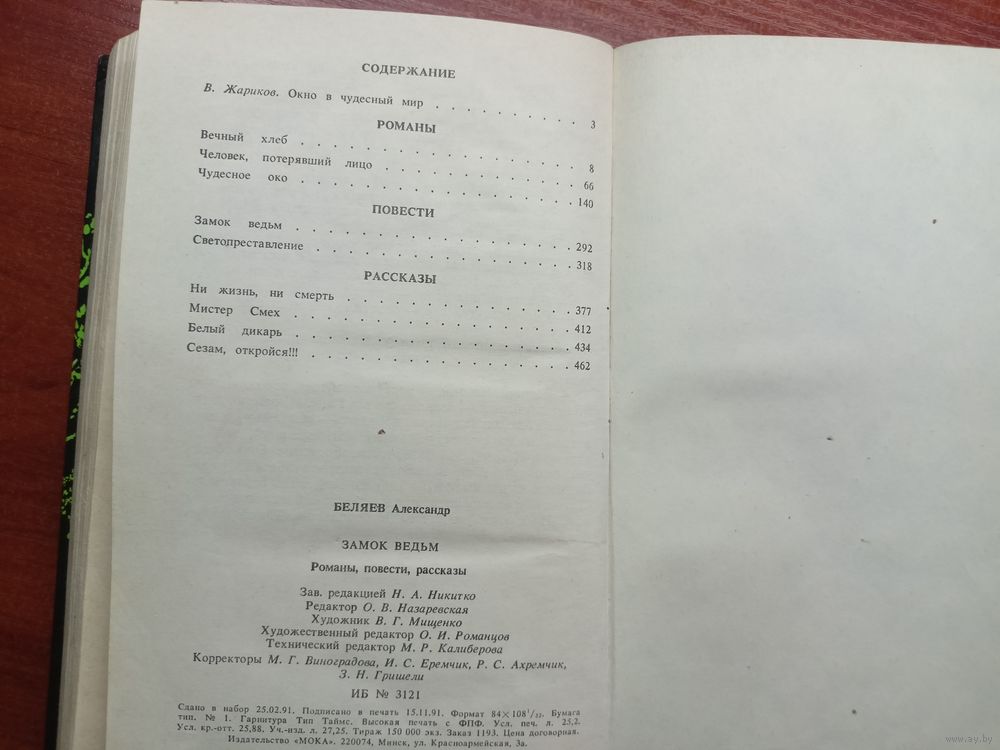 СОДЕРЖАНИЕ
В. Жариков. Окно в чудесный мир . . . . . . . . 3
РОМАНЫ
Вечный хлеб . . . . . . . . . . . . . . . 8
Человек, потерявший лицо . . . . . . . . . . . 66
Чудесное око . . . . . . . . . . . . . . . 140
ПОВЕСТИ
Замок ведьм . . . . . . . . . . . . . . . 292
Светопреставление . . . . . . . . . . . . . 318
РАССКАЗЫ
Ни жизнь, ни смерть . . . . . . . . . . . . 377
Мистер Смех . . . . . . . . . . . . . . . 412
Белый дикарь . . . . . . . . . . . . . . . 434
Сезам, откройся!!! . . . . . . . . . . . . . 462
БЕЛЯЕВ Александр
ЗАМОК ВЕДЬМ
Романы, повести, рассказы
Зав. редакцией Н. А. Никитко
Редактор О. В. Назаревская
Художник В. Г. Мищенко
Художественный редактор О. И. Романцов
Технический редактор М. Р. Калиберова
Корректоры М. Г. Виноградова, И. С. Еремчик, Р. С. Ахремчик,
З. Н. Гришели
ИБ № 3121
Сдано в набор 25.02.91. Подписано в печать 15.11.91. Формат 84×108¹/₃₂. Бумага
тип. № 1. Гарнитура Тип Таймс. Высокая печать с ФПФ. Усл. печ. л. 25,2.
Усл. кр.-отт. 25,88. Уч.-изд. л. 27,25. Тираж 150 000 экз. Заказ 1193. Цена договорная.
Издательство «МОКА». 220074, Минск, ул. Красноармейская, 3а.
www.ay.by